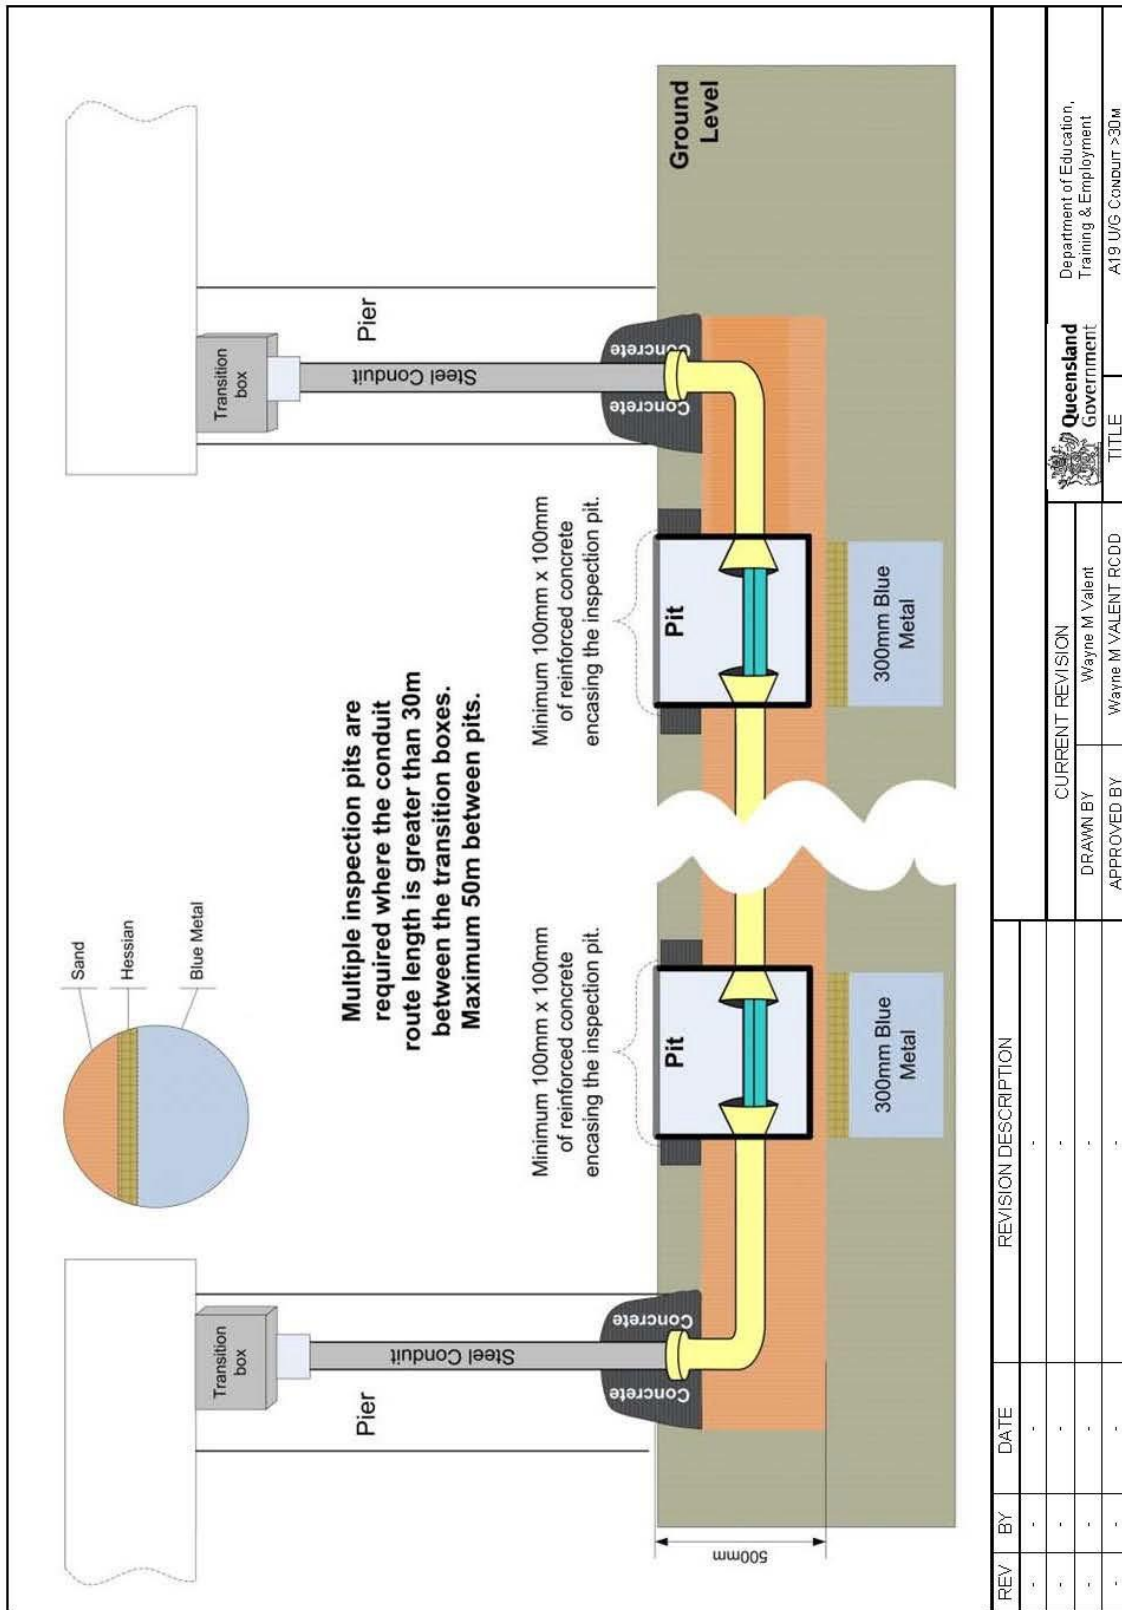 Sand
Hessian
Blue Metal
Transition
box
Transition
box
Pier
Pier
Steel Conduit
Steel Conduit
Multiple inspection pits are
required where the conduit
route length is greater than 30m
between the transition boxes.
Maximum 50m between pits.
Minimum 100mm x 100mm
of reinforced concrete
encasing the inspection pit.
Minimum 100mm x 100mm
of reinforced concrete
encasing the inspection pit.
Concrete
Concrete
Concrete
Concrete
Ground
Level
Pit
Pit
500mm
300mm Blue
Metal
300mm Blue
Metal
REV BY DATE REVISION DESCRIPTION
- - - -
- - - -
- - - -
- - - -
CURRENT REVISION
DRAWN BY Wayne M Valent
APPROVED BY Wayne M VALENT RCDD
Queensland
Government
Department of Education,
Training & Employment
TITLE A19 U/G CONDUIT >30M